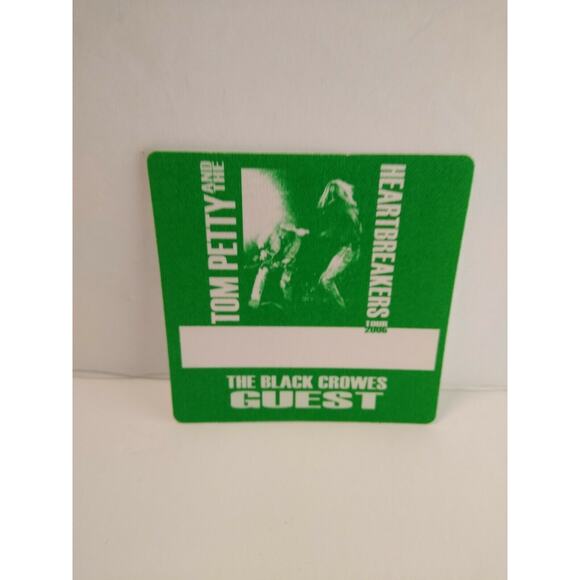 TOM PETTY AND THE
HEARTBREAKERS
TOUR
2006
THE BLACK CROWES
GUEST